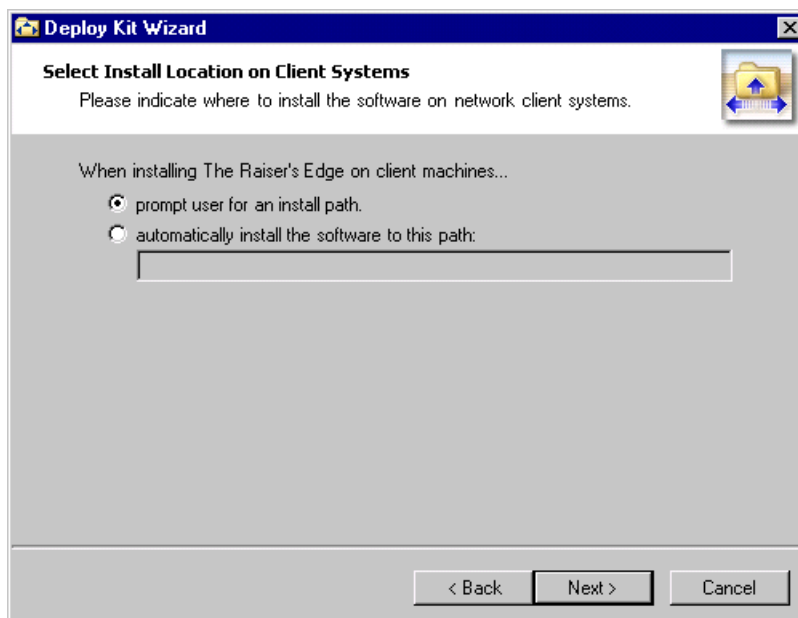 Deploy Kit Wizard
Select Install Location on Client Systems
Please indicate where to install the software on network client systems.
When installing The Raiser's Edge on client machines...
prompt user for an install path.
automatically install the software to this path:
< Back Next > Cancel